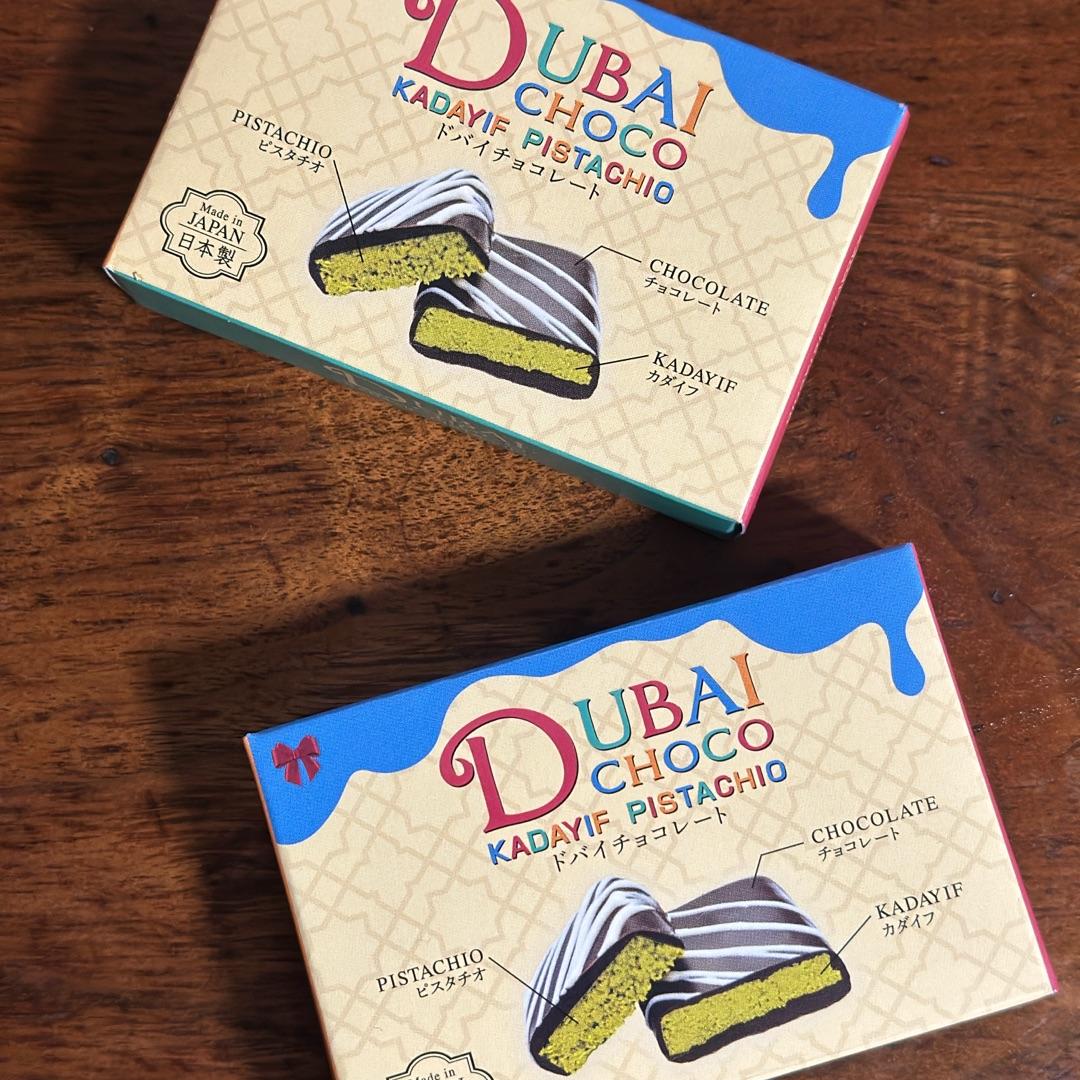 DUBAI
CHOCO
KADAYIF PISTACHIO
ドバイチョコレート
PISTACHIO
ピスタチオ
Made in
JAPAN
日本製
CHOCOLATE
チョコレート
KADAYIF
カダイフ
DUBAI
DUBAI
CHOCO
KADAYIF PISTACHIO
ドバイチョコレート
CHOCOLATE
チョコレート
KADAYIF
カダイフ
PISTACHIO
ピスタチオ
Made in